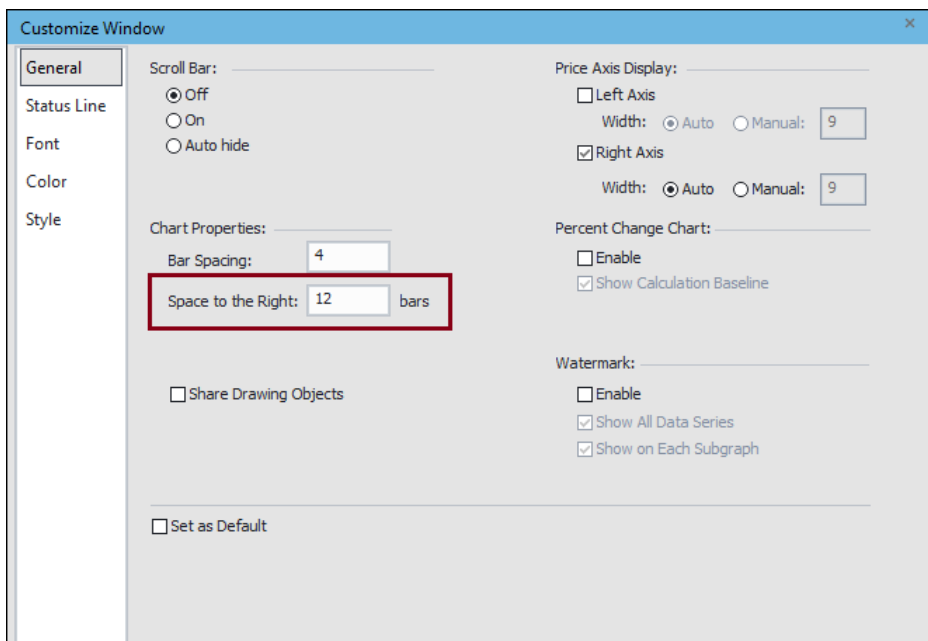 Customize Window
General
Status Line
Font
Color
Style
Scroll Bar:
Off
On
Auto hide
Price Axis Display:
Left Axis
Width: Auto Manual: 9
Right Axis
Width: Auto Manual: 9
Chart Properties:
Bar Spacing: 4
Space to the Right: 12 bars
Share Drawing Objects
Percent Change Chart:
Enable
Show Calculation Baseline
Watermark:
Enable
Show All Data Series
Show on Each Subgraph
Set as Default